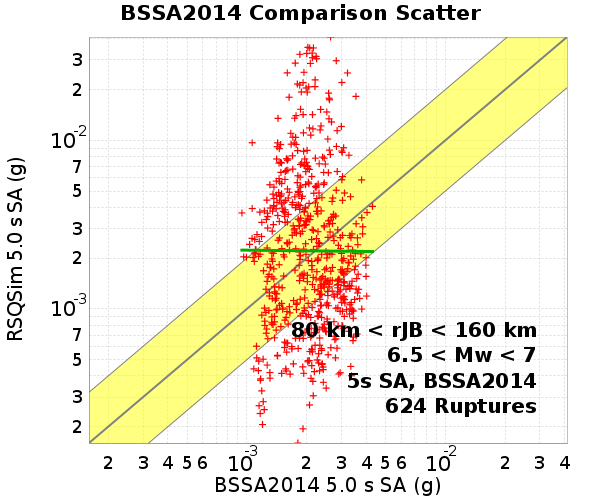 BSSA2014 Comparison Scatter
RSQSim 5.0 s SA (g)
3
2
10-2
7
5
3
2
10-3
7
5
3
2
80 km < rJB < 160 km
6.5 < Mw < 7
5s SA, BSSA2014
624 Ruptures
2 3 4 5 6 10-3 2 3 4 5 6 10-2 2 3 4
BSSA2014 5.0 s SA (g)